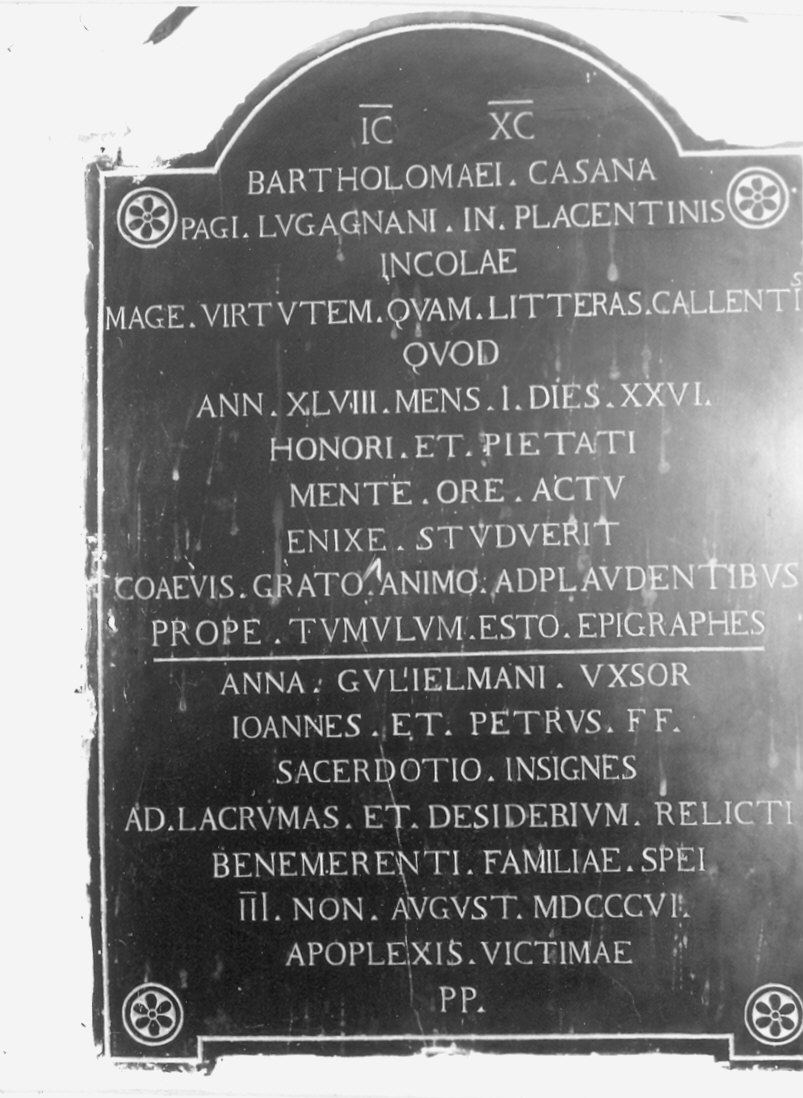 IC XC
BARTHOLOMAEI. CASANA
PAGI. LVGAGNANI. IN. PLACENTINIS
INCOLAE
MAGE. VIRTVTEM. QVAM. LITTERAS. CALLENTIS
QVOD
ANN. XLVIII. MENS. I. DIES. XXVI.
HONORI. ET. PIETATI
MENTE. ORE. ACTV
ENIXE. STVDVERIT
COAEVIS. GRATO. ANIMO. ADPLAVDENTIBVS
PROPE. TVMVLVM. ESTO. EPIGRAPHES
ANNA. GVLIELMANI. VXSOR
IOANNES. ET. PETRVS. FF.
SACERDOTIO. INSIGNES
AD. LACRVMAS. ET. DESIDERIVM. RELICTI
BENEMERENTI. FAMILIAE. SPEI
III. NON. AVGVST. MDCCCVI.
APOPLEXIS. VICTIMAE
PP.